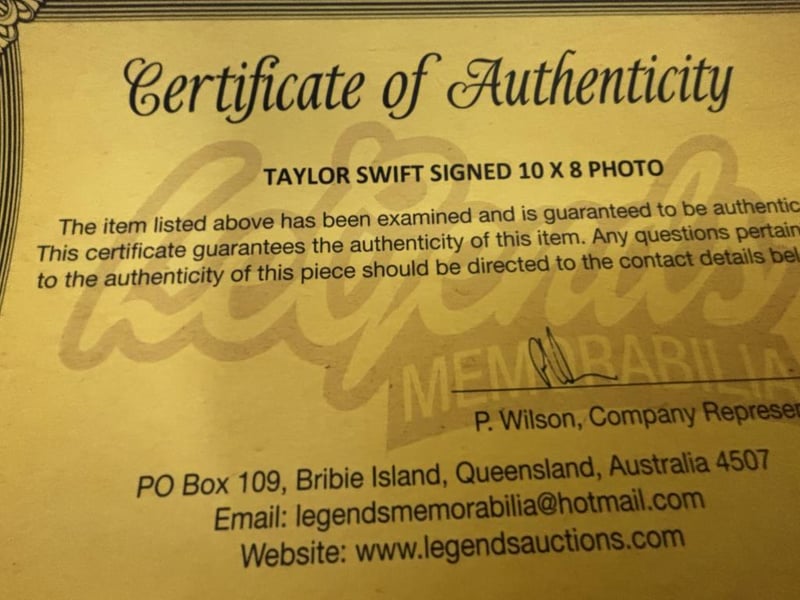 Certificate of Authenticity
TAYLOR SWIFT SIGNED 10 X 8 PHOTO
The item listed above has been examined and is guaranteed to be authentic
This certificate guarantees the authenticity of this item. Any questions pertain
to the authenticity of this piece should be directed to the contact details bel
Legends
MEMORABILIA
P. Wilson, Company Represen
PO Box 109, Bribie Island, Queensland, Australia 4507
Email: legendsmemorabilia@hotmail.com
Website: www.legendsauctions.com